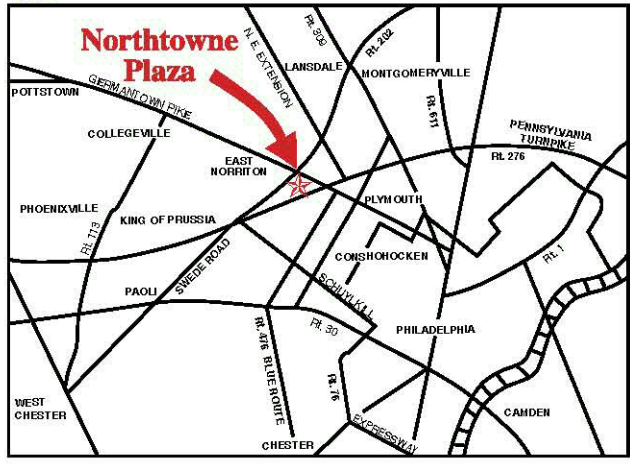 Northtowne
Plaza
N. E. EXTENSION
Rt. 309
Rt. 202
LANSDALE
MONTGOMERYVILLE
POTTSTOWN
GERMANTOWN PIKE
Rt. 611
COLLEGEVILLE
PENNSYLVANIA
TURNPIKE
Rt. 276
EAST
NORRITON
PHOENIXVILLE
KING OF PRUSSIA
PLYMOUTH
Rt. 113
SWEDE ROAD
CONSHOHOCKEN
Rt. 1
PAOLI
SCHUYLKILL
Rt. 30
PHILADELPHIA
Rt. 476 BLUE ROUTE
Rt. 76
WEST
CHESTER
CAMDEN
CHESTER
EXPRESSWAY